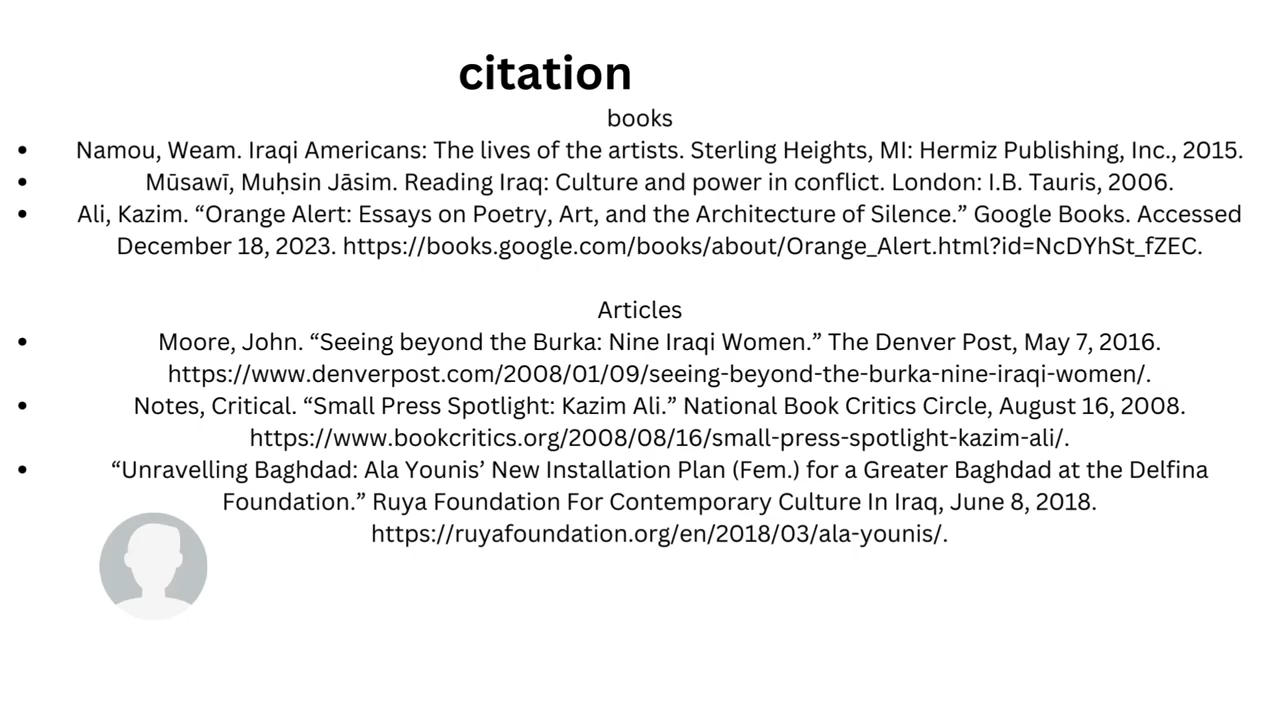 citation
books
• Namou, Weam. Iraqi Americans: The lives of the artists. Sterling Heights, MI: Hermiz Publishing, Inc., 2015.
• Mūsawī, Muḥsin Jāsim. Reading Iraq: Culture and power in conflict. London: I.B. Tauris, 2006.
• Ali, Kazim. “Orange Alert: Essays on Poetry, Art, and the Architecture of Silence.” Google Books. Accessed
December 18, 2023. https://books.google.com/books/about/Orange_Alert.html?id=NcDYhSt_fZEC.
Articles
• Moore, John. “Seeing beyond the Burka: Nine Iraqi Women.” The Denver Post, May 7, 2016.
https://www.denverpost.com/2008/01/09/seeing-beyond-the-burka-nine-iraqi-women/.
• Notes, Critical. “Small Press Spotlight: Kazim Ali.” National Book Critics Circle, August 16, 2008.
https://www.bookcritics.org/2008/08/16/small-press-spotlight-kazim-ali/.
• “Unravelling Baghdad: Ala Younis’ New Installation Plan (Fem.) for a Greater Baghdad at the Delfina
Foundation.” Ruya Foundation For Contemporary Culture In Iraq, June 8, 2018.
https://ruyafoundation.org/en/2018/03/ala-younis/.